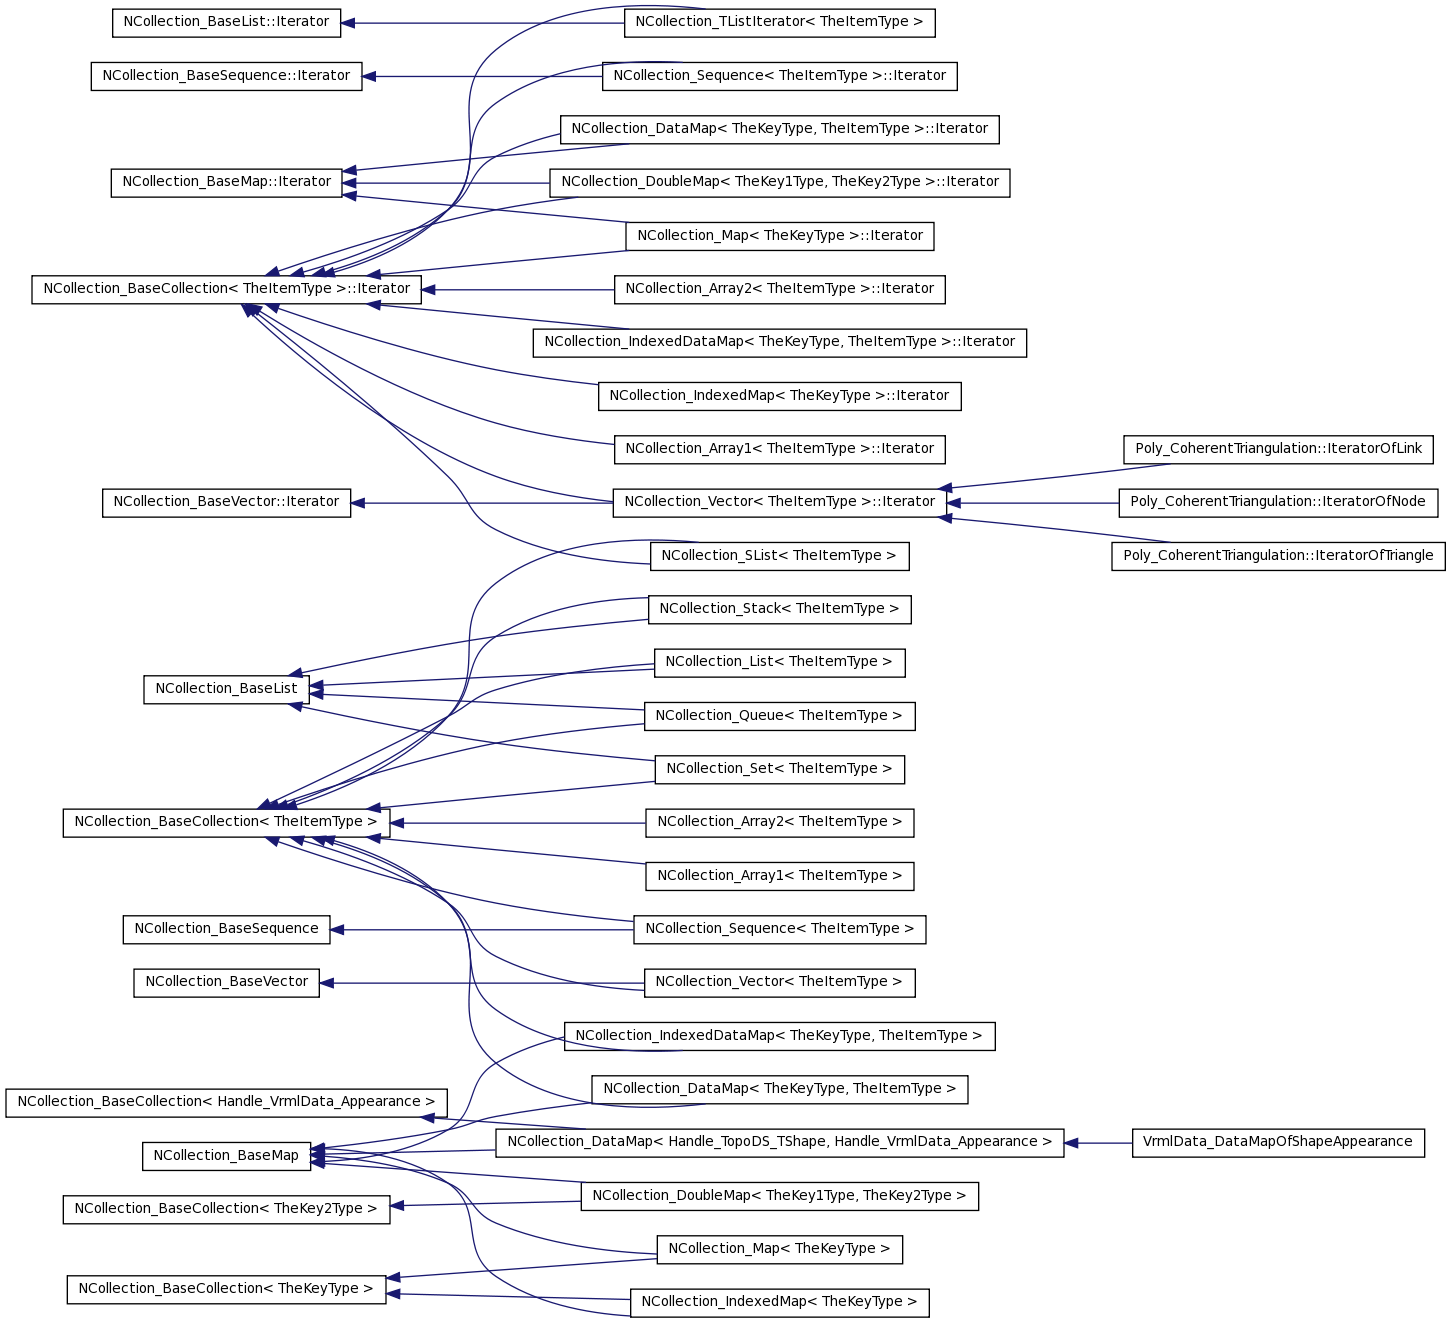 NCollection_BaseList::Iterator
NCollection_TListIterator< TheItemType >
NCollection_BaseSequence::Iterator
NCollection_Sequence< TheItemType >::Iterator
NCollection_DataMap< TheKeyType, TheItemType >::Iterator
NCollection_BaseMap::Iterator
NCollection_DoubleMap< TheKey1Type, TheKey2Type >::Iterator
NCollection_Map< TheKeyType >::Iterator
NCollection_BaseCollection< TheItemType >::Iterator
NCollection_Array2< TheItemType >::Iterator
NCollection_IndexedDataMap< TheKeyType, TheItemType >::Iterator
NCollection_IndexedMap< TheKeyType >::Iterator
NCollection_Array1< TheItemType >::Iterator
Poly_CoherentTriangulation::IteratorOfLink
NCollection_BaseVector::Iterator
NCollection_Vector< TheItemType >::Iterator
Poly_CoherentTriangulation::IteratorOfNode
NCollection_SList< TheItemType >
Poly_CoherentTriangulation::IteratorOfTriangle
NCollection_Stack< TheItemType >
NCollection_List< TheItemType >
NCollection_BaseList
NCollection_Queue< TheItemType >
NCollection_Set< TheItemType >
NCollection_BaseCollection< TheItemType >
NCollection_Array2< TheItemType >
NCollection_Array1< TheItemType >
NCollection_BaseSequence
NCollection_Sequence< TheItemType >
NCollection_BaseVector
NCollection_Vector< TheItemType >
NCollection_IndexedDataMap< TheKeyType, TheItemType >
NCollection_DataMap< TheKeyType, TheItemType >
NCollection_BaseCollection< Handle_VrmlData_Appearance >
NCollection_DataMap< Handle_TopoDS_TShape, Handle_VrmlData_Appearance >
VrmlData_DataMapOfShapeAppearance
NCollection_BaseMap
NCollection_DoubleMap< TheKey1Type, TheKey2Type >
NCollection_BaseCollection< TheKey2Type >
NCollection_Map< TheKeyType >
NCollection_BaseCollection< TheKeyType >
NCollection_IndexedMap< TheKeyType >